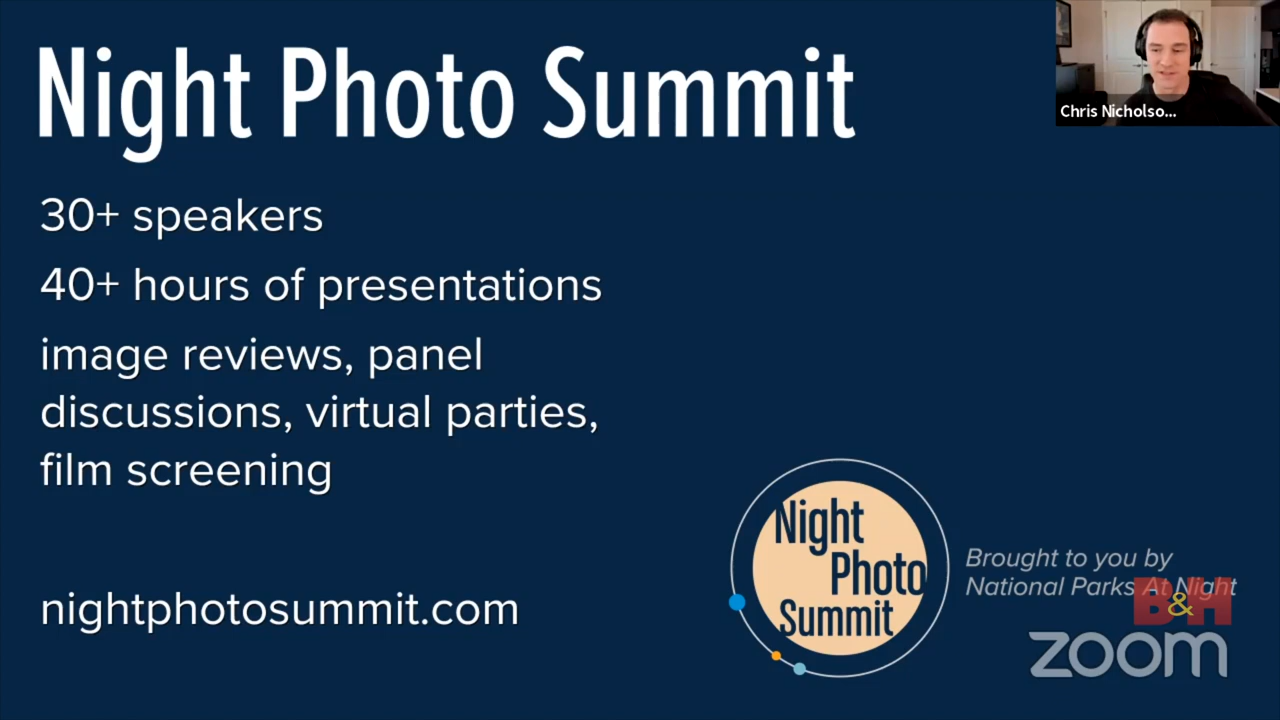 Night Photo Summit
Chris Nicholso...
30+ speakers
40+ hours of presentations
image reviews, panel
discussions, virtual parties,
film screening
nightphotosummit.com
Night
Photo
Summit
Brought to you by
National Parks At Night
B&H
zoom